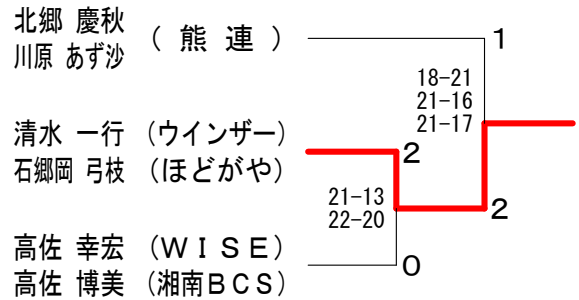 北郷 慶秋
川原 あず沙
(熊連)
1
18-21
21-16
21-17
清水 一行 (ウインザー)
石郷岡 弓枝 (ほどがや)
2
21-13
22-20
2
高佐 幸宏 (WISE)
高佐 博美 (湘南BCS)
0